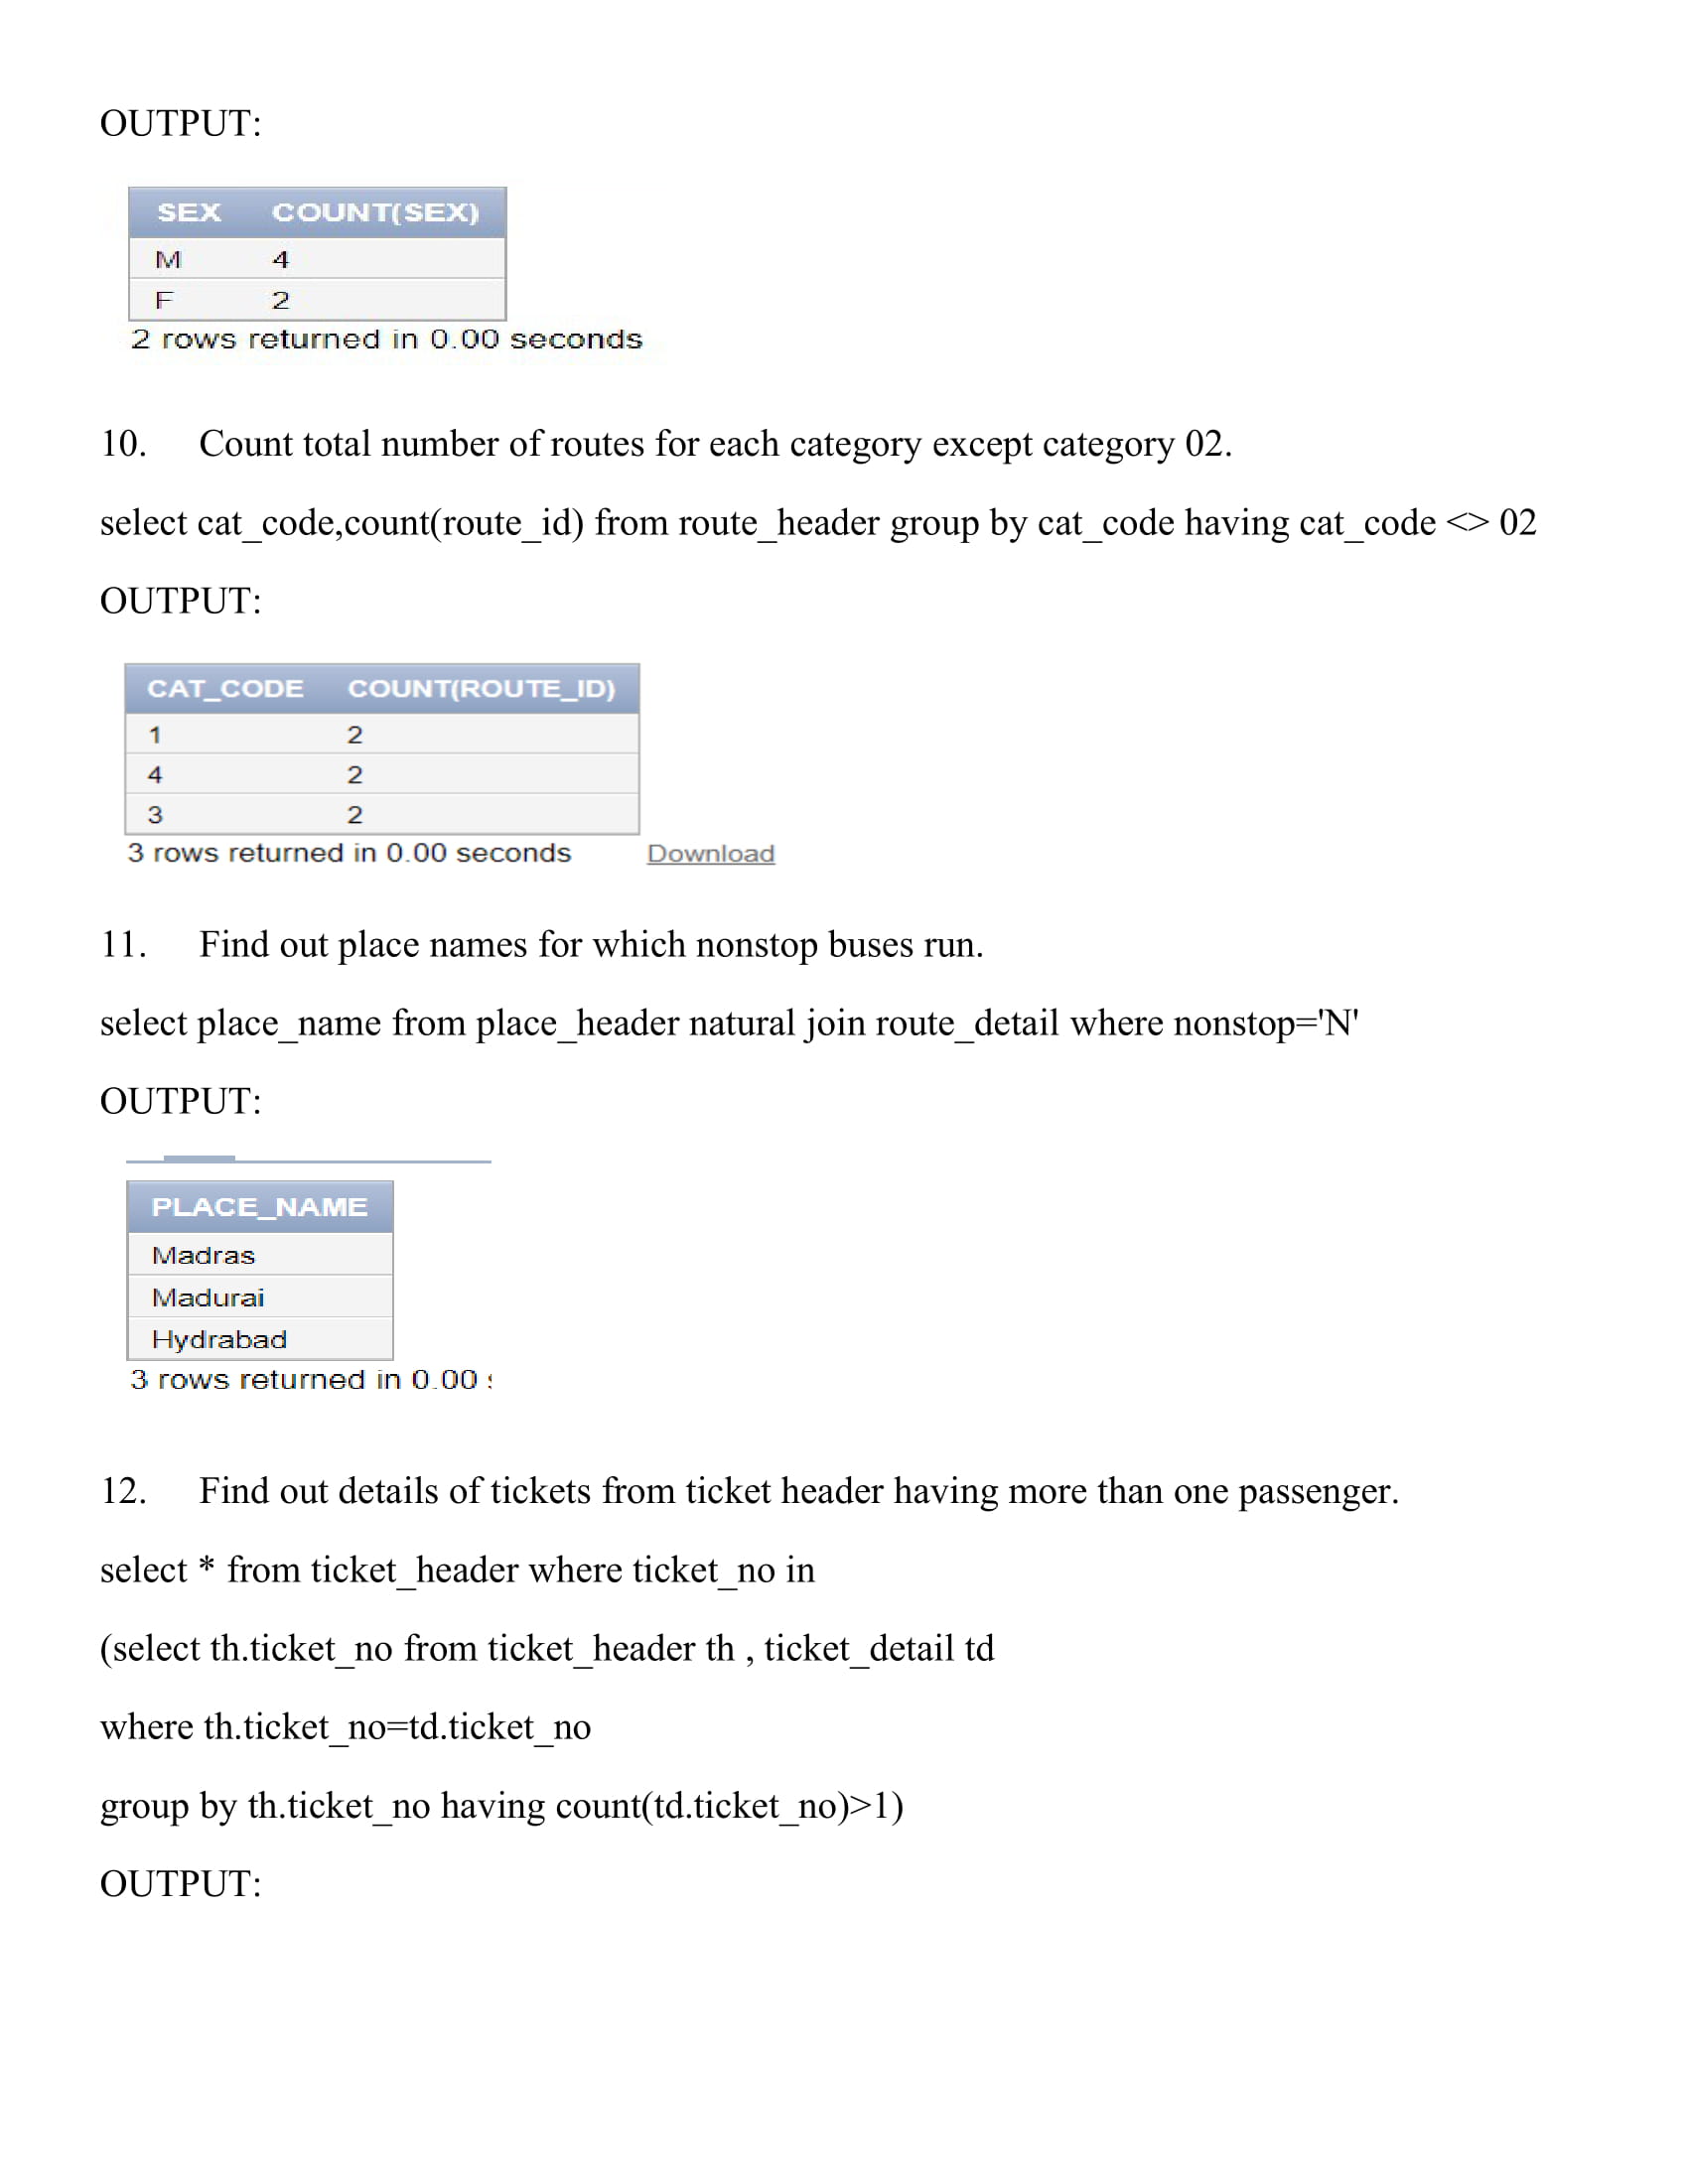 OUTPUT:
SEX COUNT(SEX)
M 4
F 2
2 rows returned in 0.00 seconds
10. Count total number of routes for each category except category 02.
select cat_code,count(route_id) from route_header group by cat_code having cat_code <> 02
OUTPUT:
CAT_CODE COUNT(ROUTE_ID)
1 2
4 2
3 2
3 rows returned in 0.00 seconds Download
11. Find out place names for which nonstop buses run.
select place_name from place_header natural join route_detail where nonstop='N'
OUTPUT:
PLACE_NAME
Madras
Madurai
Hydrabad
3 rows returned in 0.00
12. Find out details of tickets from ticket header having more than one passenger.
select * from ticket_header where ticket_no in
(select th.ticket_no from ticket_header th , ticket_detail td
where th.ticket_no=td.ticket_no
group by th.ticket_no having count(td.ticket_no)>1)
OUTPUT: